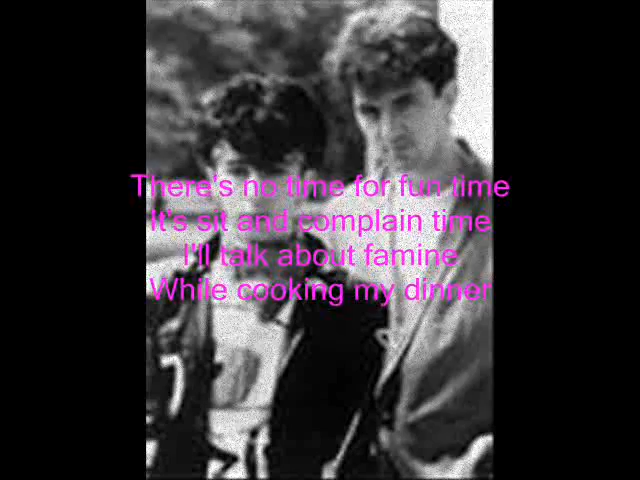 There's no time for fun time
It's sit and complain time
I'll talk about famine
While cooking my dinner